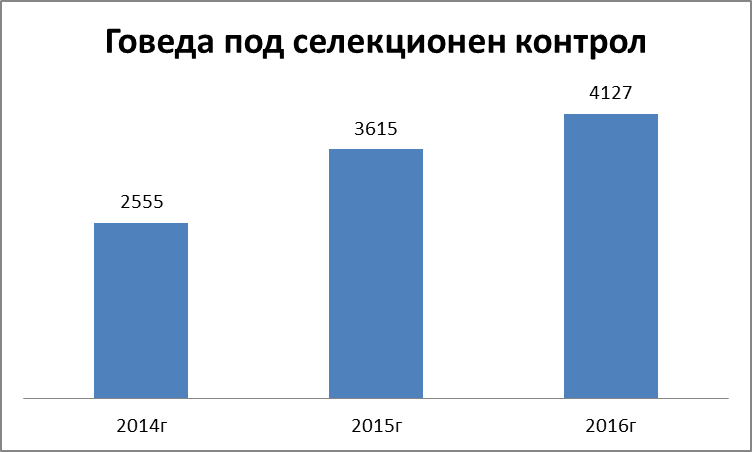 Говеда под селекционен контрол
4127
3615
2555
2014г
2015г
2016г